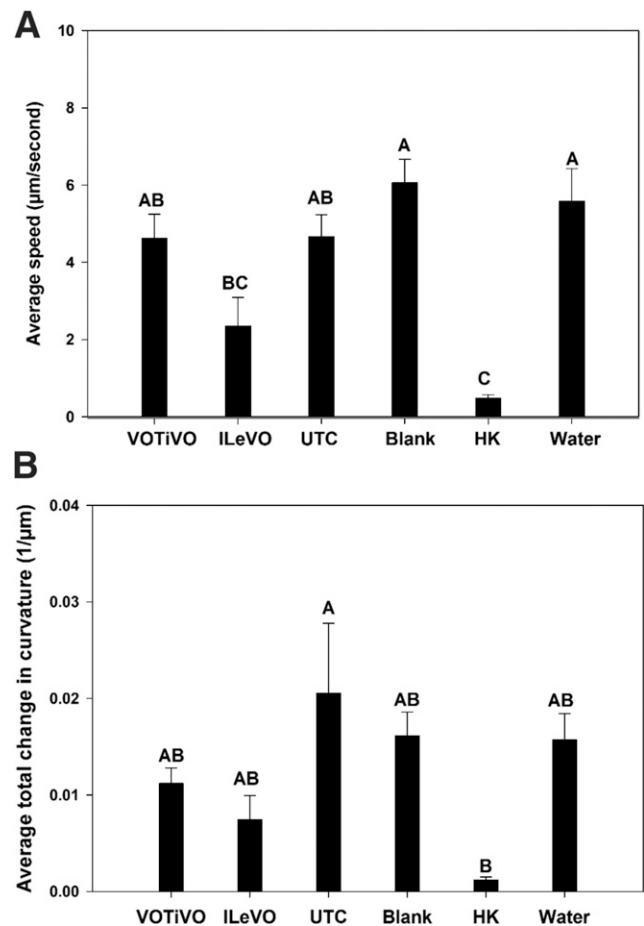 A
10
8
6
4
2
0
Average speed (µm/second)
AB
BC
AB
A
C
A
VOTiVO ILeVO UTC Blank HK Water
B
0.04
0.03
0.02
0.01
0.00
Average total change in curvature (1/µm)
AB
AB
A
AB
B
AB
VOTiVO ILeVO UTC Blank HK Water